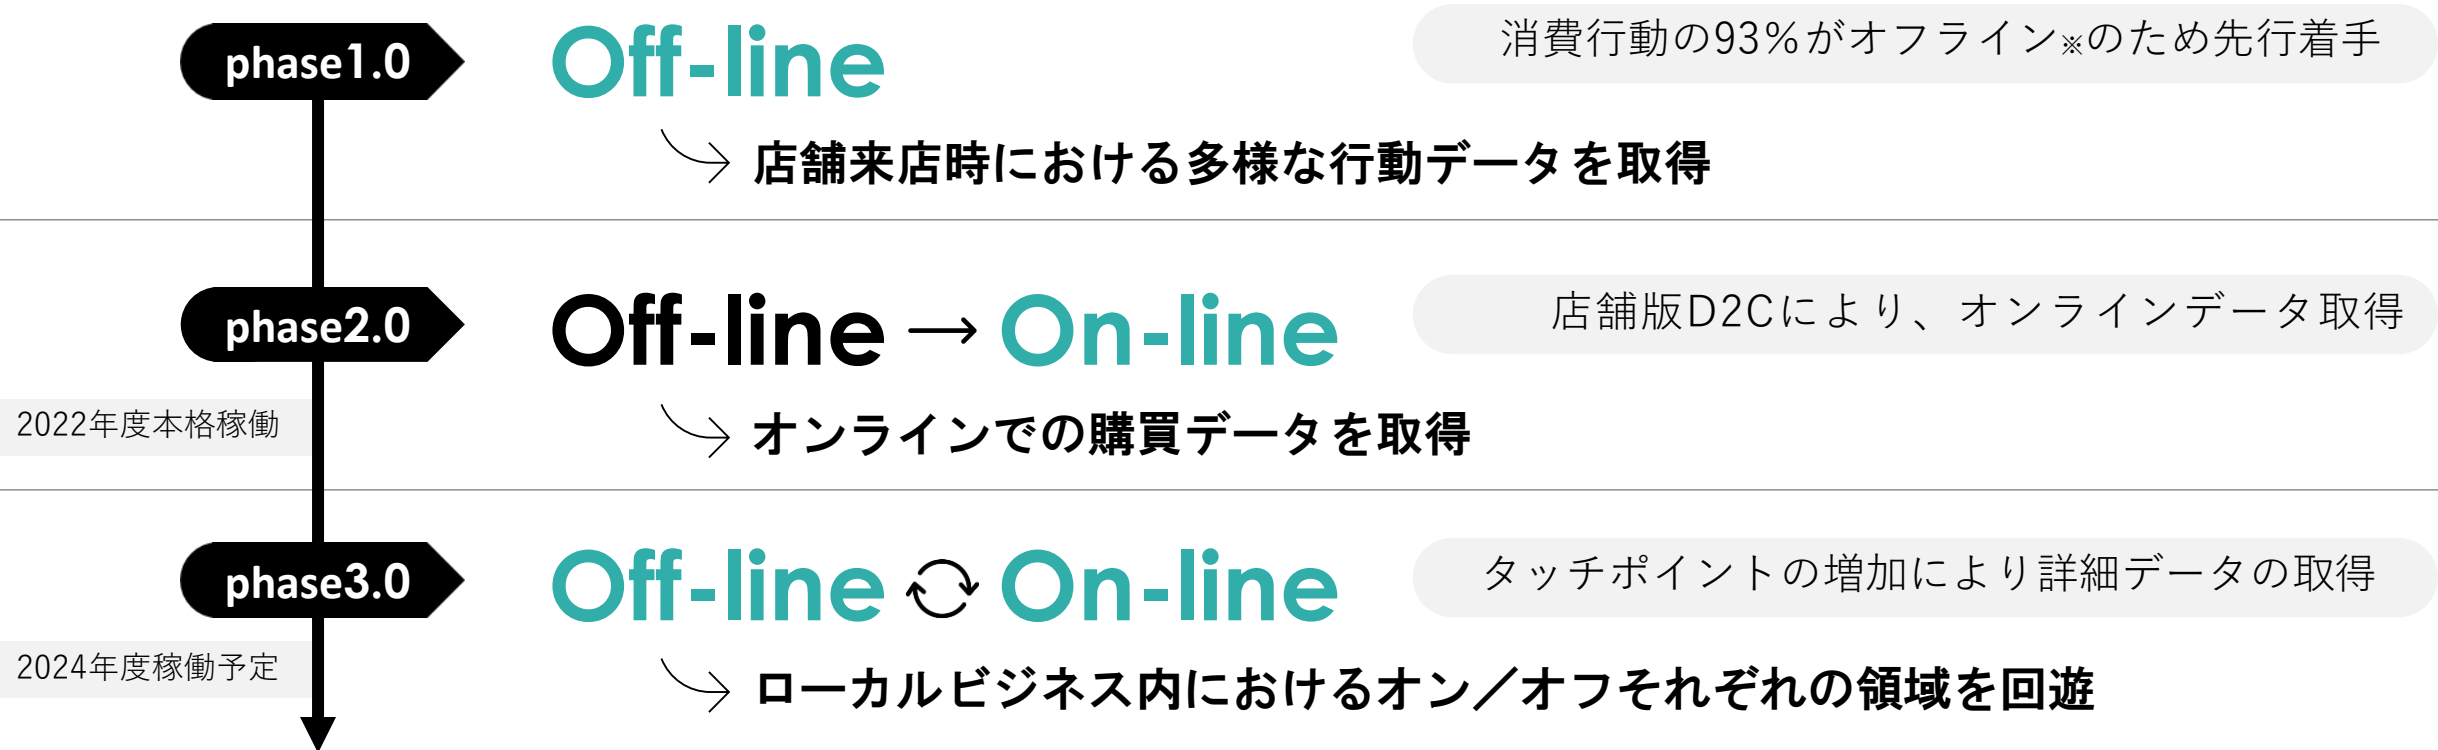 phase1.0
Off-line
消費行動の93%がオフライン※のため先行着手
店舗来店時における多様な行動データを取得
phase2.0
Off-line → On-line
店舗版D2Cにより、オンラインデータ取得
2022年度本格稼働
オンラインでの購買データを取得
phase3.0
Off-line On-line
タッチポイントの増加により詳細データの取得
2024年度稼働予定
ローカルビジネス内におけるオン／オフそれぞれの領域を回遊